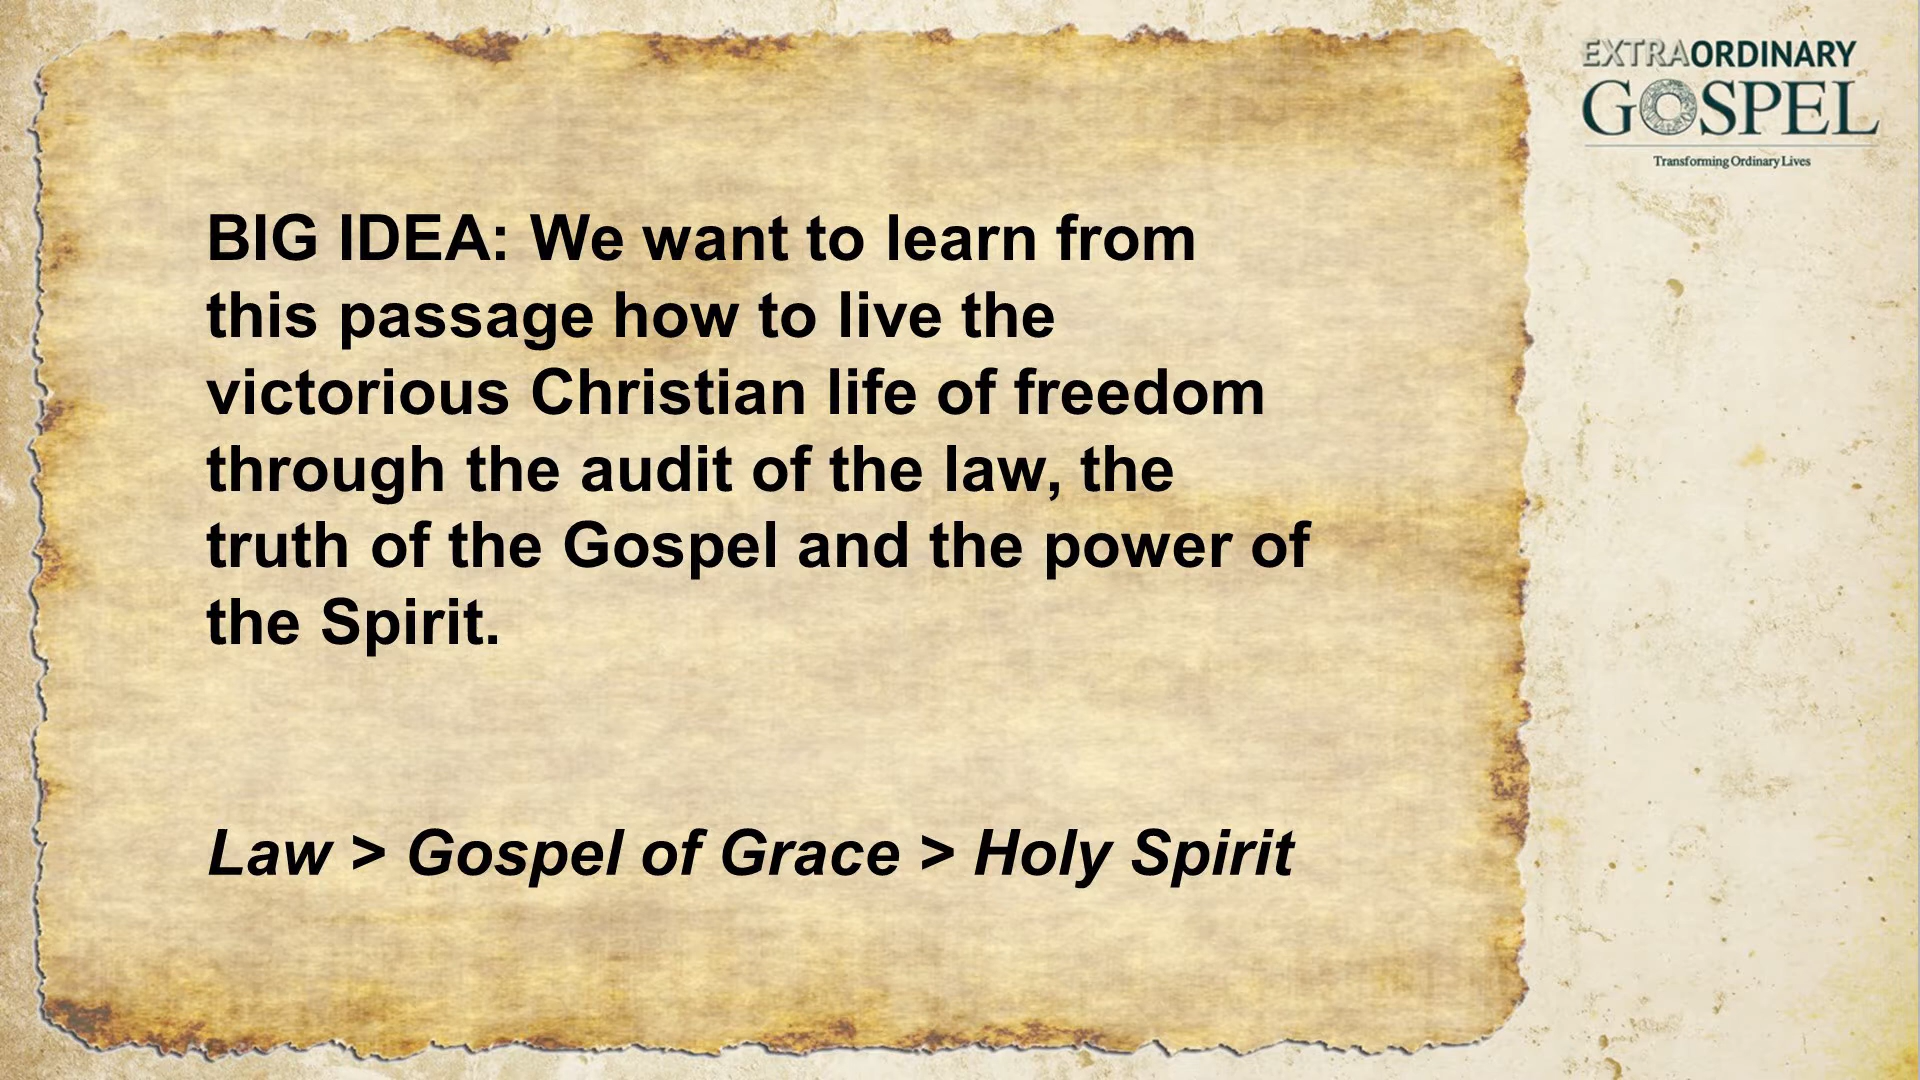 EXTRAORDINARY
GOSPEL
Transforming Ordinary Lives
BIG IDEA: We want to learn from
this passage how to live the
victorious Christian life of freedom
through the audit of the law, the
truth of the Gospel and the power of
the Spirit.
Law > Gospel of Grace > Holy Spirit